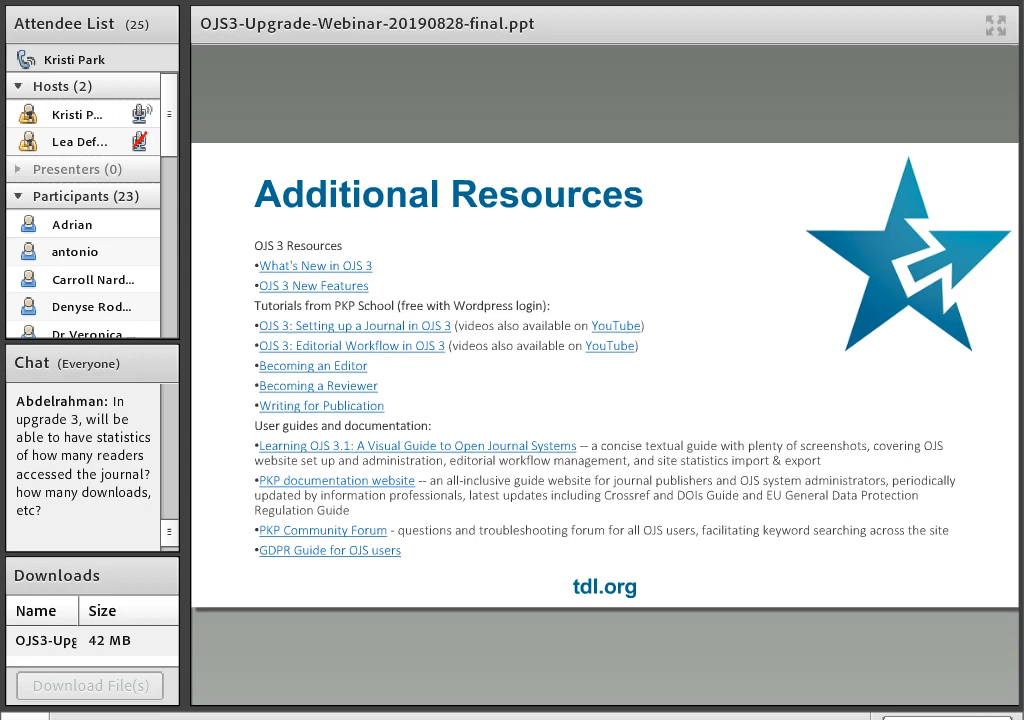 Attendee List (25)
Kristi Park
Hosts (2)
Kristi P...
Lea Def...
Presenters (0)
Participants (23)
Adrian
antonio
Carroll Nard...
Denyse Rod...
Dr Veronica ...
Chat (Everyone)
Abdelrahman: In
upgrade 3, will be
able to have statistics
of how many readers
accessed the journal?
how many downloads,
etc?
Downloads
Name Size
OJS3-Upg 42 MB
Download File(s)
OJS3-Upgrade-Webinar-20190828-final.ppt
Additional Resources
OJS 3 Resources
•What's New in OJS 3
•OJS 3 New Features
Tutorials from PKP School (free with Wordpress login):
•OJS 3: Setting up a Journal in OJS 3 (videos also available on YouTube)
•OJS 3: Editorial Workflow in OJS 3 (videos also available on YouTube)
•Becoming an Editor
•Becoming a Reviewer
•Writing for Publication
User guides and documentation:
•Learning OJS 3.1: A Visual Guide to Open Journal Systems -- a concise textual guide with plenty of screenshots, covering OJS
website set up and administration, editorial workflow management, and site statistics import & export
•PKP documentation website -- an all-inclusive guide website for journal publishers and OJS system administrators, periodically
updated by information professionals, latest updates including Crossref and DOIs Guide and EU General Data Protection
Regulation Guide
•PKP Community Forum - questions and troubleshooting forum for all OJS users, facilitating keyword searching across the site
•GDPR Guide for OJS users
tdl.org